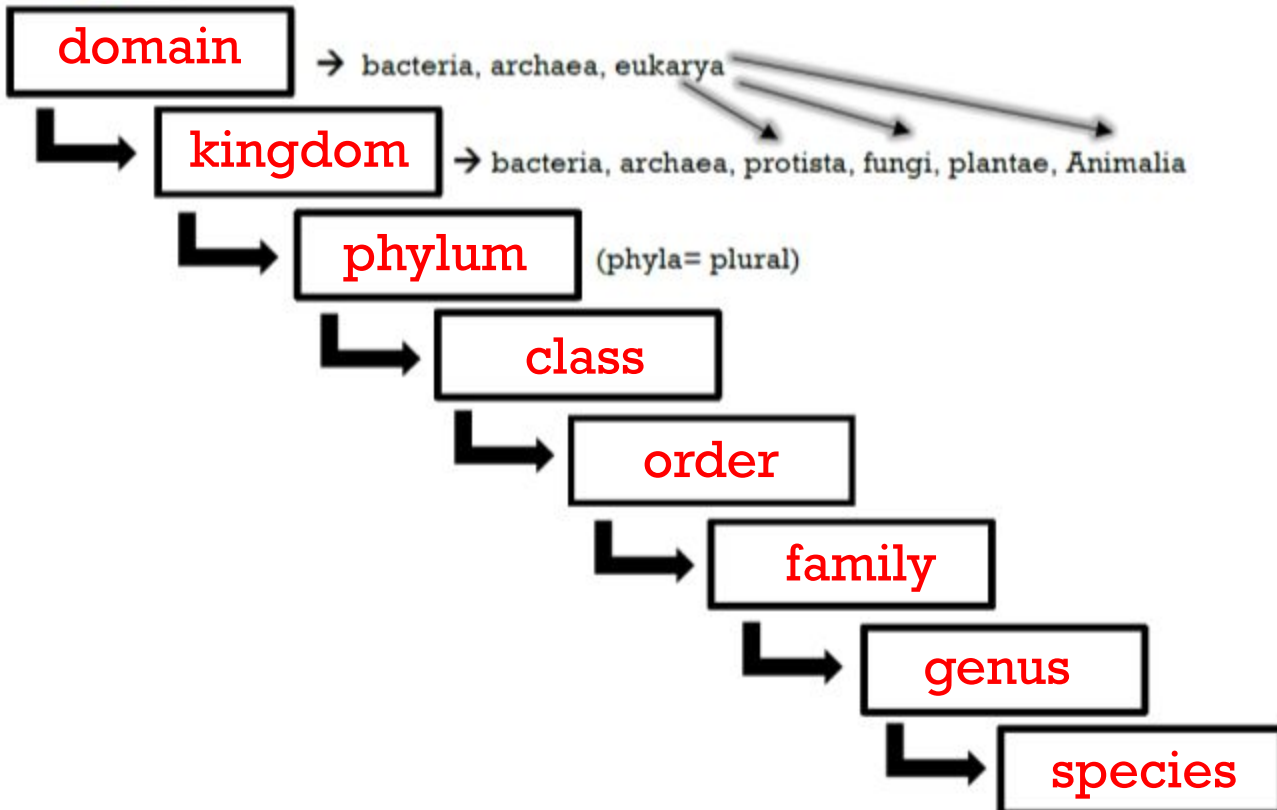 domain
→ bacteria, archaea, eukarya
kingdom
→ bacteria, archaea, protista, fungi, plantae, Animalia
phylum
(phyla= plural)
class
order
family
genus
species